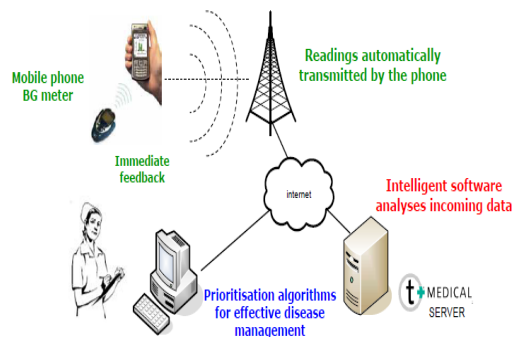 Readings automatically
transmitted by the phone
Mobile phone
BG meter
Immediate
feedback
internet
Intelligent software
analyses incoming data
Prioritisation algorithms
for effective disease
management
t+ MEDICAL
SERVER